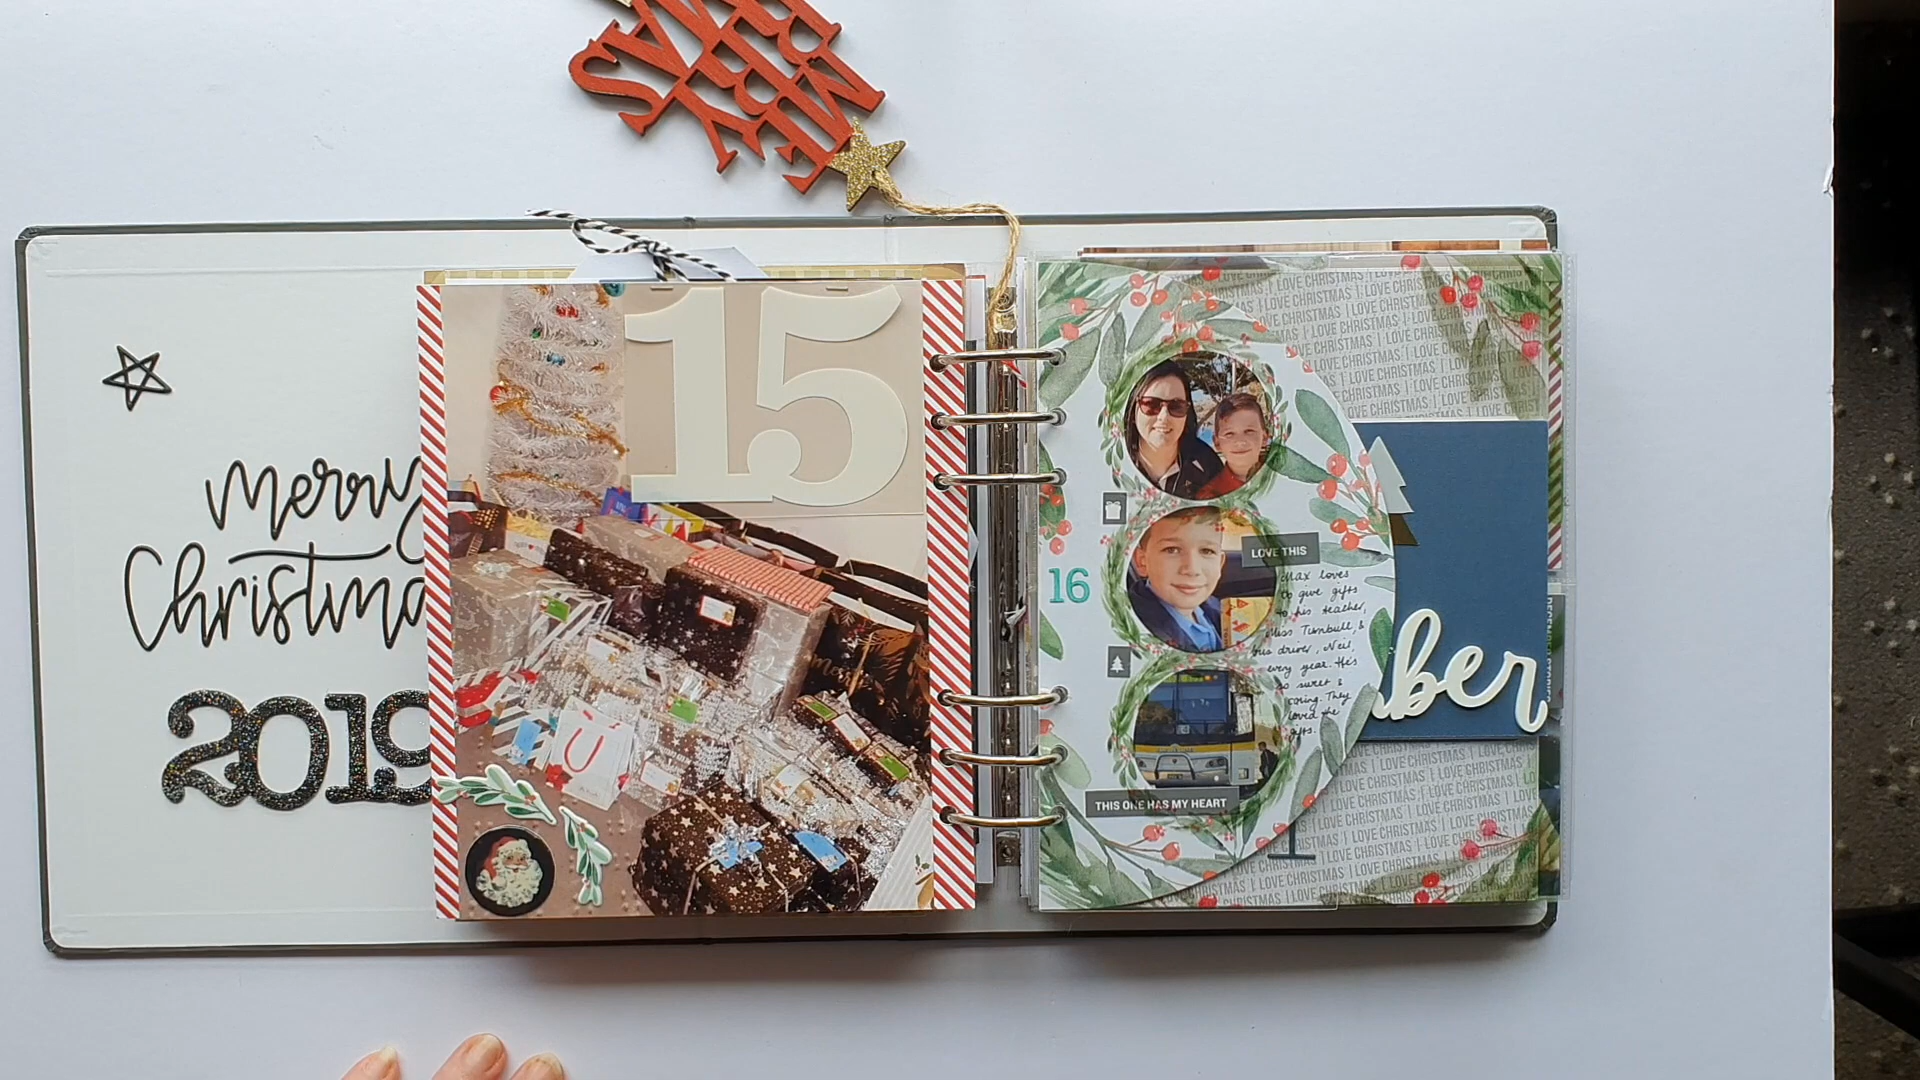 MERRY
XMAS
Merry
Christma
2019
15
16
LOVE THIS
Max loves
to give gifts
to his teacher,
Miss Turnbull, &
bus driver, Neil,
every year. He's
so sweet &
caring. They
loved the
gifts.
THIS ONE HAS MY HEART
ber
I LOVE CHRISTMAS I LOVE CHRISTMAS